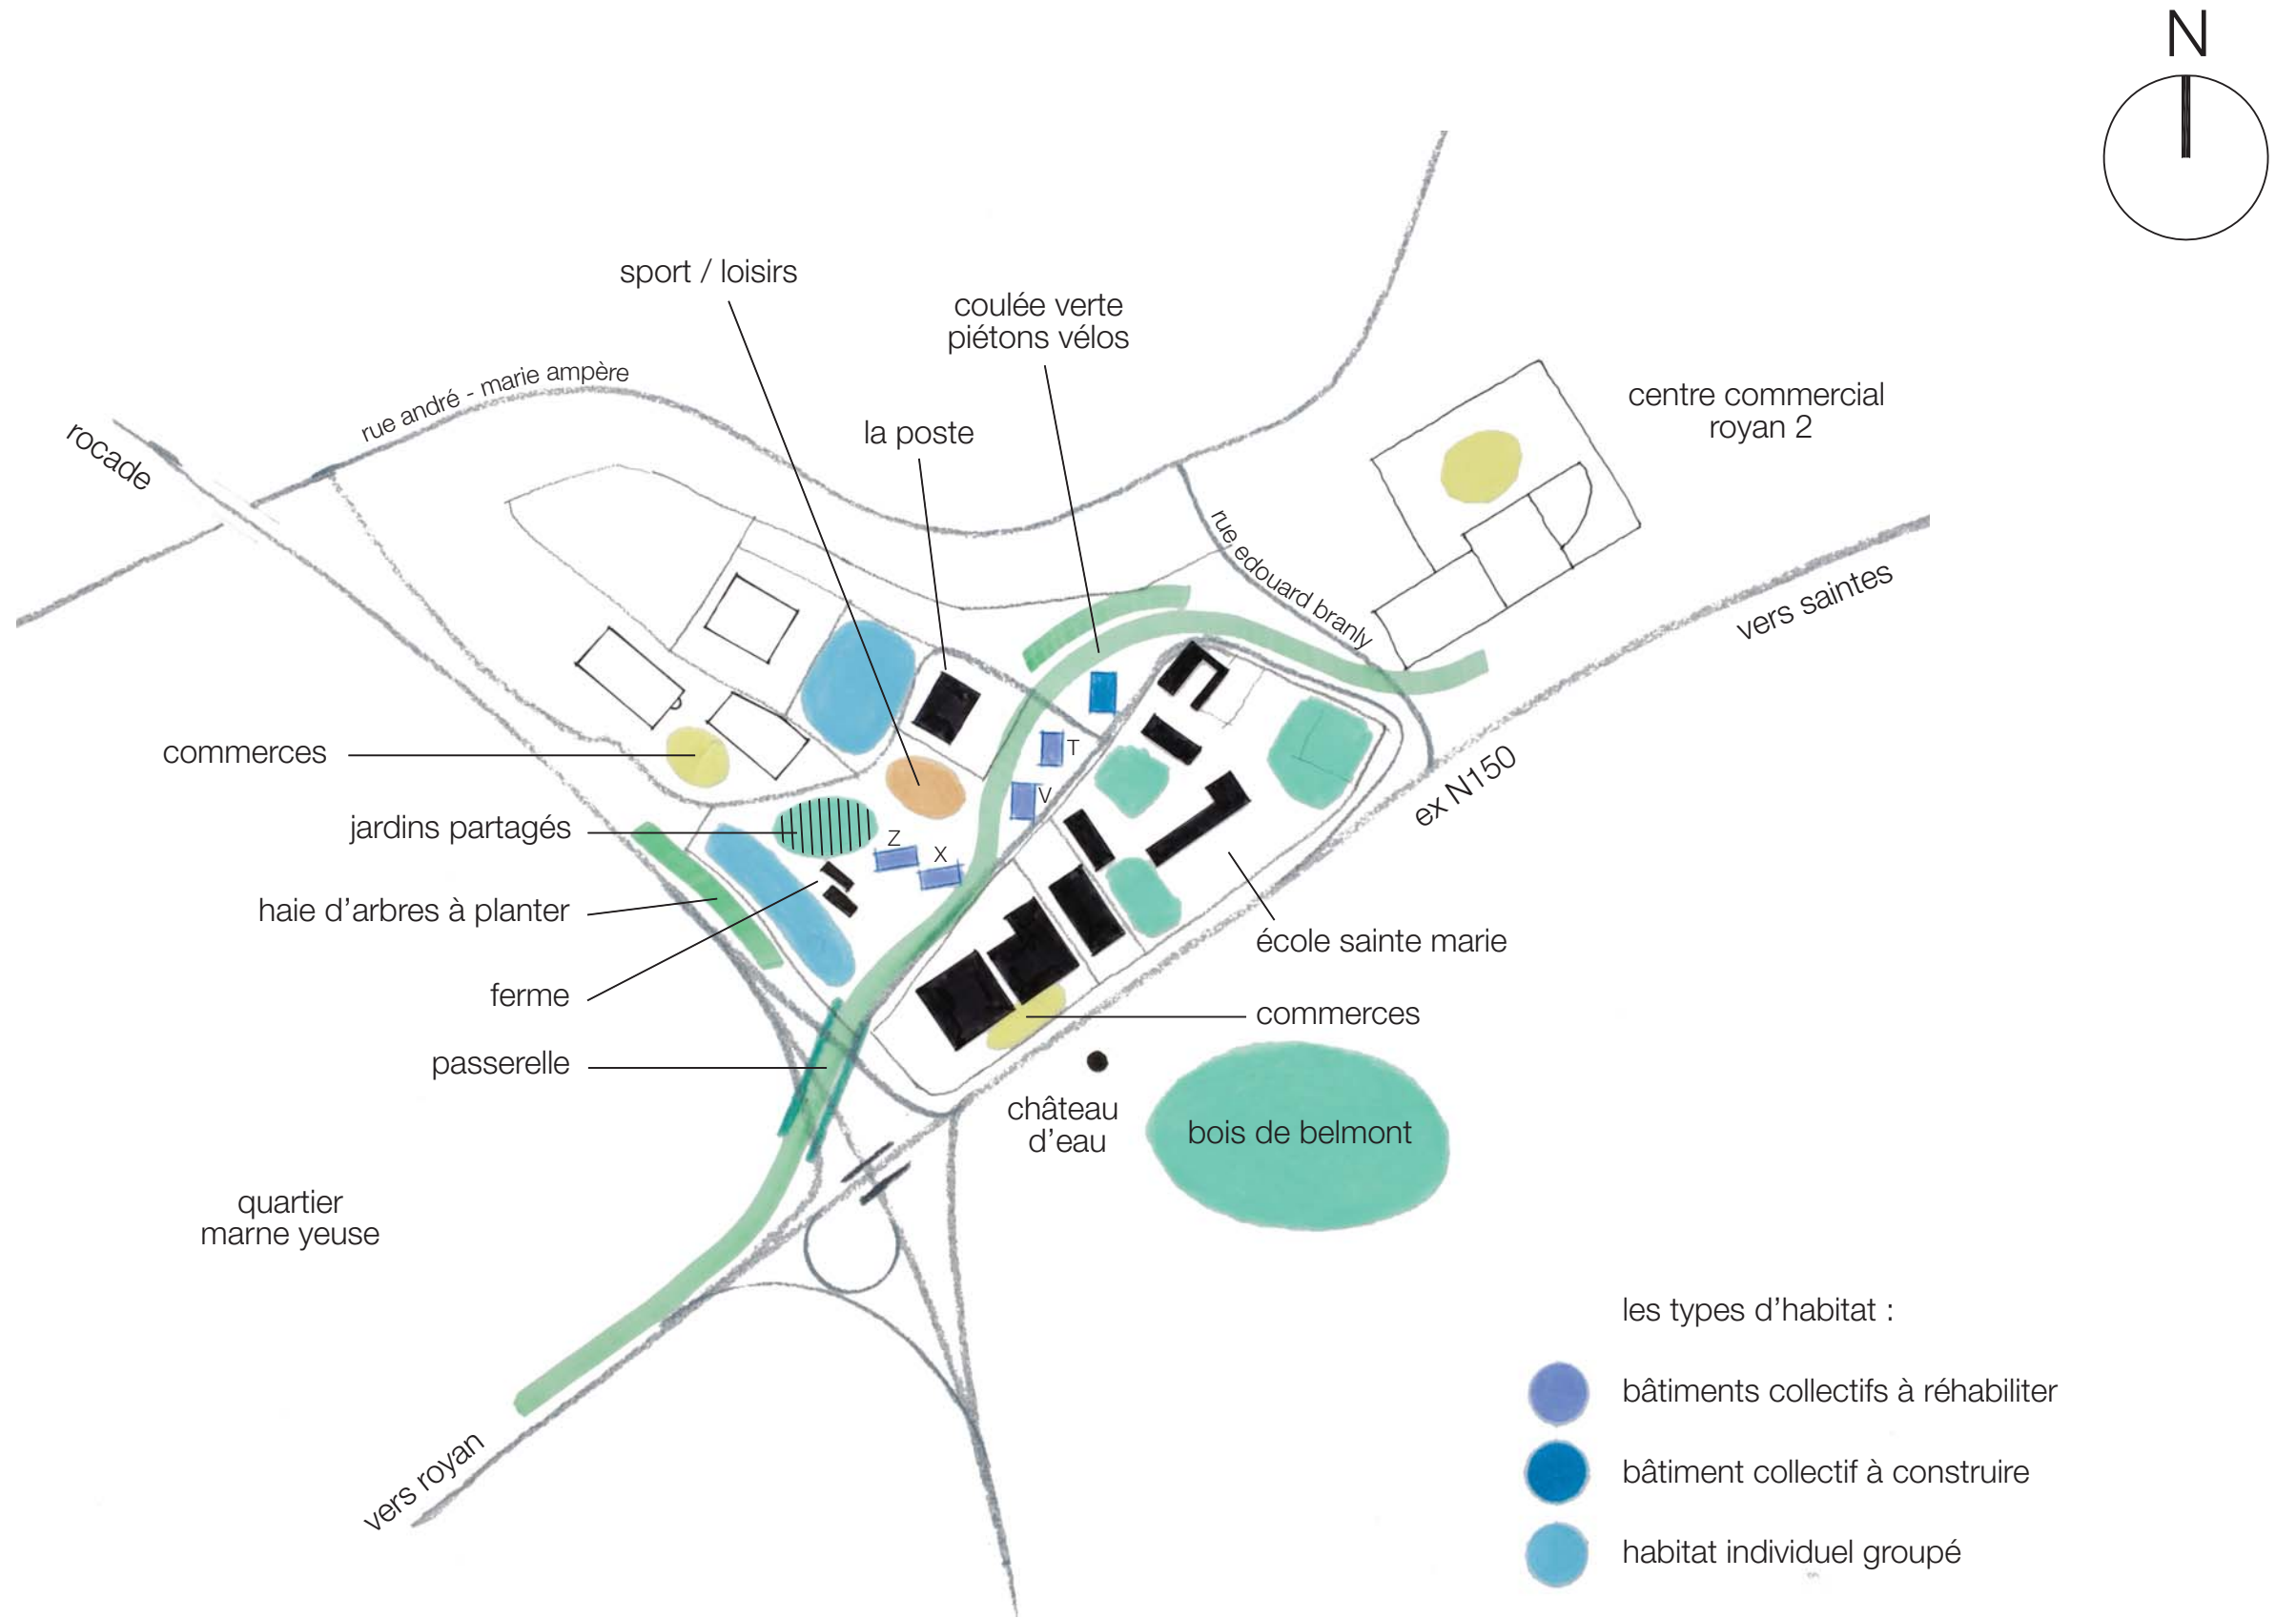 N
sport / loisirs
coulée verte
piétons vélos
rue andré - marie ampère
centre commercial
royan 2
rocade
la poste
rue edouard branly
vers saintes
commerces
T
ex N150
V
jardins partagés
Z
X
haie d’arbres à planter
école sainte marie
ferme
commerces
passerelle
château
d’eau
bois de belmont
quartier
marne yeuse
vers royan
les types d’habitat :
bâtiments collectifs à réhabiliter
bâtiment collectif à construire
habitat individuel groupé